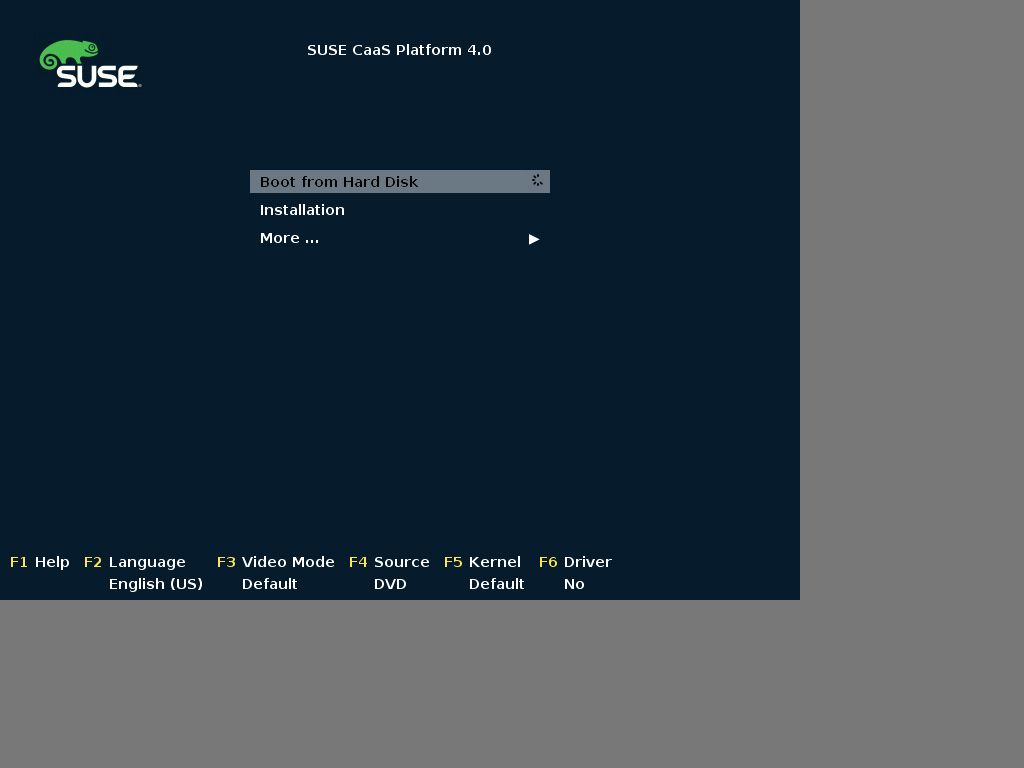 SUSE
SUSE CaaS Platform 4.0
Boot from Hard Disk
Installation
More ...
F1 Help F2 Language F3 Video Mode F4 Source F5 Kernel F6 Driver
English (US) Default DVD Default No